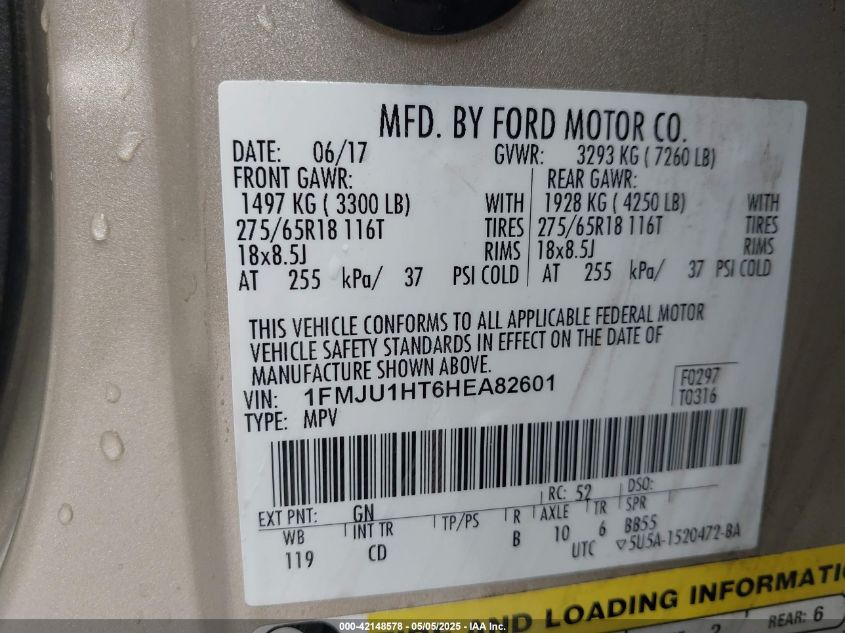 MFD. BY FORD MOTOR CO.
DATE: 06/17 GVWR: 3293 KG ( 7260 LB)
FRONT GAWR: REAR GAWR:
1497 KG ( 3300 LB) WITH 1928 KG ( 4250 LB) WITH
275/65R18 116T TIRES 275/65R18 116T TIRES
18x8.5J RIMS 18x8.5J RIMS
AT 255 kPa/ 37 PSI COLD AT 255 kPa/ 37 PSI COLD
THIS VEHICLE CONFORMS TO ALL APPLICABLE FEDERAL MOTOR
VEHICLE SAFETY STANDARDS IN EFFECT ON THE DATE OF
MANUFACTURE SHOWN ABOVE.
VIN: 1FMJU1HT6HEA82601 F0297
TYPE: MPV T0316
EXT PNT: GN RC: 52 DSO:
WB INT TR TP/PS R AXLE TR SPR
119 CD B 10 6 BB55
UTC ▽5U5A-1520472-BA
LOADING INFORMATI
2 REAR: 6
000-42148578 - 05/05/2025 - IAA Inc.